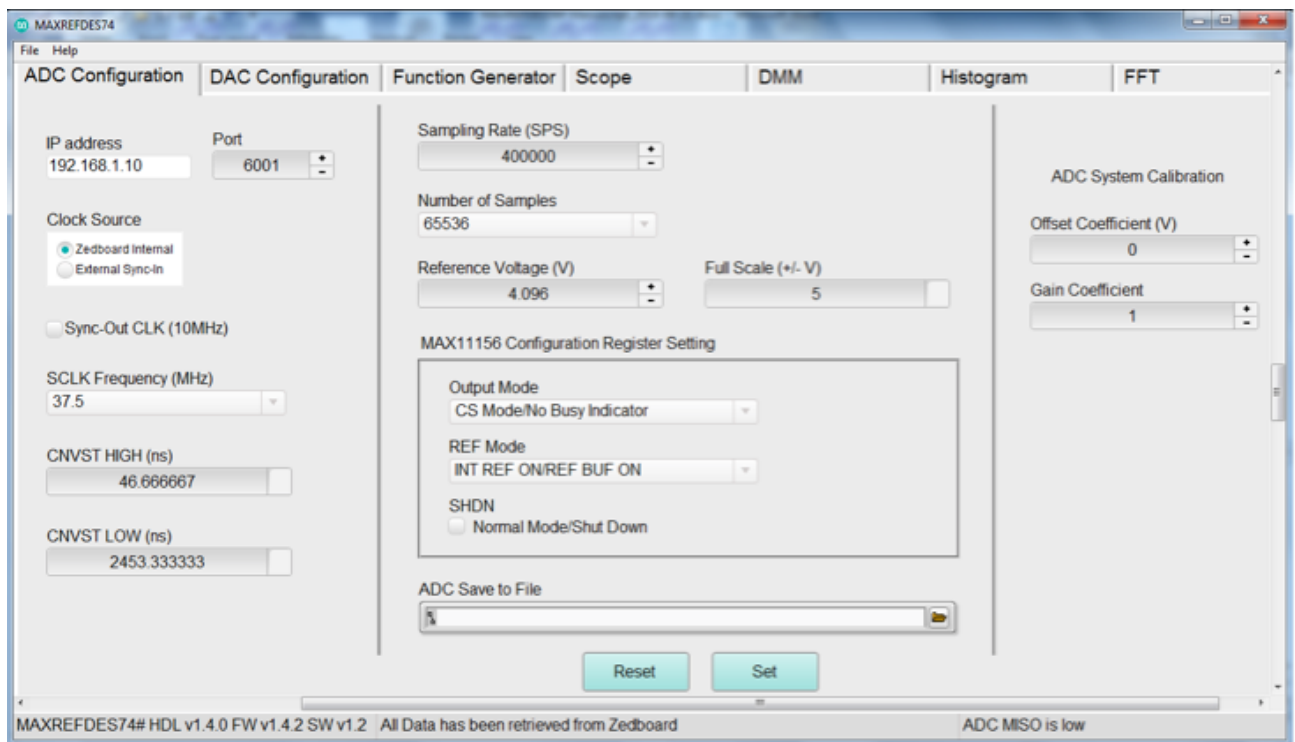 MAXREFDES74
File Help
ADC Configuration DAC Configuration Function Generator Scope DMM Histogram FFT
IP address
192.168.1.10
Port
6001
Clock Source
Zedboard Internal
External Sync-In
Sync-Out CLK (10MHz)
SCLK Frequency (MHz)
37.5
CNVST HIGH (ns)
46.666667
CNVST LOW (ns)
2453.333333
Sampling Rate (SPS)
400000
Number of Samples
65536
Reference Voltage (V)
4.096
Full Scale (+/- V)
5
MAX11156 Configuration Register Setting
Output Mode
CS Mode/No Busy Indicator
REF Mode
INT REF ON/REF BUF ON
SHDN
Normal Mode/Shut Down
ADC Save to File
Reset Set
ADC System Calibration
Offset Coefficient (V)
0
Gain Coefficient
1
MAXREFDES74# HDL v1.4.0 FW v1.4.2 SW v1.2 All Data has been retrieved from Zedboard ADC MISO is low